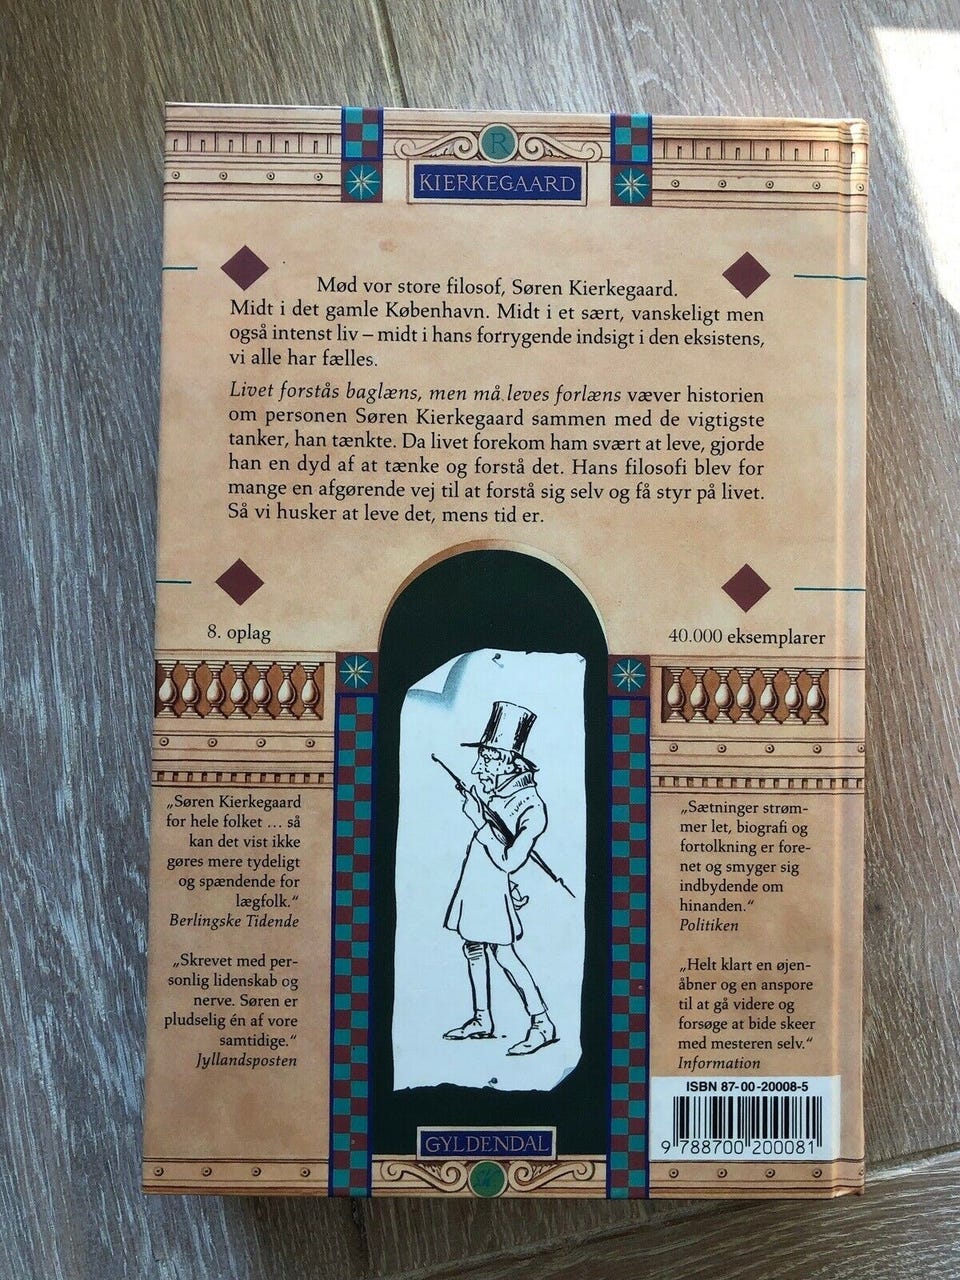 R
KIERKEGAARD
Mød vor store filosof, Søren Kierkegaard.
Midt i det gamle København. Midt i et sært, vanskeligt men
også intenst liv – midt i hans forrygende indsigt i den eksistens,
vi alle har fælles.
Livet forstås baglæns, men må leves forlæns væver historien
om personen Søren Kierkegaard sammen med de vigtigste
tanker, han tænkte. Da livet forekom ham svært at leve, gjorde
han en dyd af at tænke og forstå det. Hans filosofi blev for
mange en afgørende vej til at forstå sig selv og få styr på livet.
Så vi husker at leve det, mens tid er.
8. oplag
40.000 eksemplarer
„Søren Kierkegaard
for hele folket ... så
kan det vist ikke
gøres mere tydeligt
og spændende for
lægfolk.“
Berlingske Tidende
„Skrevet med per-
sonlig lidenskab og
nerve. Søren er
pludselig én af vore
samtidige.“
Jyllandsposten
„Sætninger strøm-
mer let, biografi og
fortolkning er fore-
net og smyger sig
indbydende om
hinanden.“
Politiken
„Helt klart en øjen-
åbner og en anspore
til at gå videre og
forsøge at bide skeer
med mesteren selv.“
Information
ISBN 87-00-20008-5
9 788700 200081
GYLDENDAL